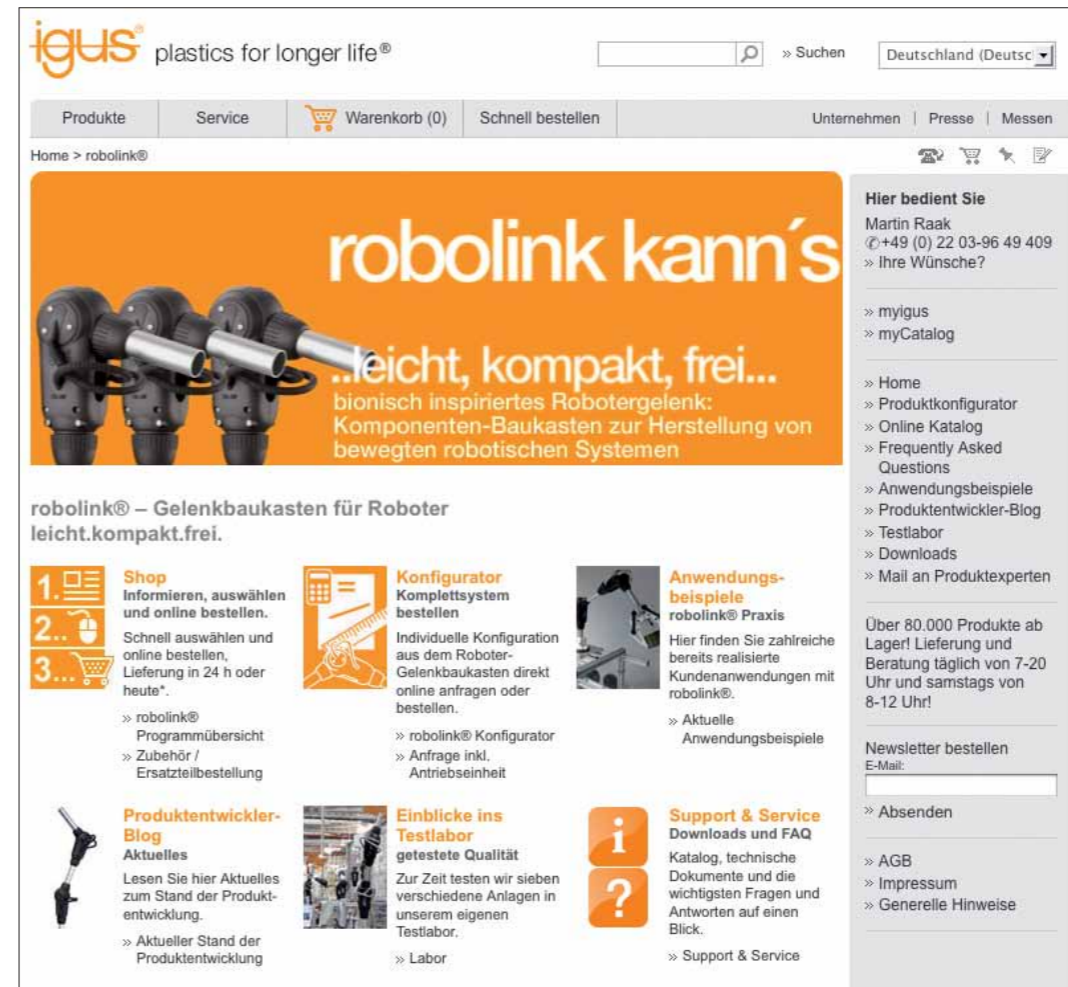 igus®
plastics for longer life®
» Suchen
Deutschland (Deutsc
Produkte
Service
Warenkorb (0)
Schnell bestellen
Unternehmen | Presse | Messen
Home > robolink®
robolink kann´s
..leicht, kompakt, frei...
bionisch inspiriertes Robotergelenk:
Komponenten-Baukasten zur Herstellung von
bewegten robotischen Systemen
robolink® – Gelenkbaukasten für Roboter
leicht.kompakt.frei.
1.
2..
3...
Shop
Informieren, auswählen
und online bestellen.
Schnell auswählen und
online bestellen,
Lieferung in 24 h oder
heute*.
» robolink®
Programmübersicht
» Zubehör /
Ersatzteilbestellung
Konfigurator
Komplettsystem
bestellen
Individuelle Konfiguration
aus dem Roboter-
Gelenkbaukasten direkt
online anfragen oder
bestellen.
» robolink® Konfigurator
» Anfrage inkl.
Antriebseinheit
Anwendungs-
beispiele
robolink® Praxis
Hier finden Sie zahlreiche
bereits realisierte
Kundenanwendungen mit
robolink®.
» Aktuelle
Anwendungsbeispiele
Produktentwickler-
Blog
Aktuelles
Lesen Sie hier Aktuelles
zum Stand der Produkt-
entwicklung.
» Aktueller Stand der
Produktentwicklung
Einblicke ins
Testlabor
getestete Qualität
Zur Zeit testen wir sieben
verschiedene Anlagen in
unserem eigenen
Testlabor.
» Labor
i
?
Support & Service
Downloads und FAQ
Katalog, technische
Dokumente und die
wichtigsten Fragen und
Antworten auf einen
Blick.
» Support & Service
Hier bedient Sie
Martin Raak
✆+49 (0) 22 03-96 49 409
» Ihre Wünsche?
» myigus
» myCatalog
» Home
» Produktkonfigurator
» Online Katalog
» Frequently Asked
Questions
» Anwendungsbeispiele
» Produktentwickler-Blog
» Testlabor
» Downloads
» Mail an Produktexperten
Über 80.000 Produkte ab
Lager! Lieferung und
Beratung täglich von 7-20
Uhr und samstags von
8-12 Uhr!
Newsletter bestellen
E-Mail:
» Absenden
» AGB
» Impressum
» Generelle Hinweise